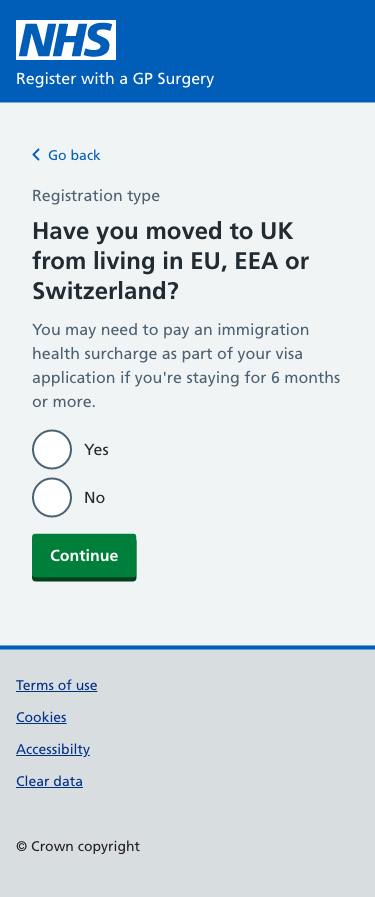 NHS
Register with a GP Surgery
Go back
Registration type
Have you moved to UK
from living in EU, EEA or
Switzerland?
You may need to pay an immigration
health surcharge as part of your visa
application if you're staying for 6 months
or more.
Yes
No
Continue
Terms of use
Cookies
Accessibilty
Clear data
© Crown copyright